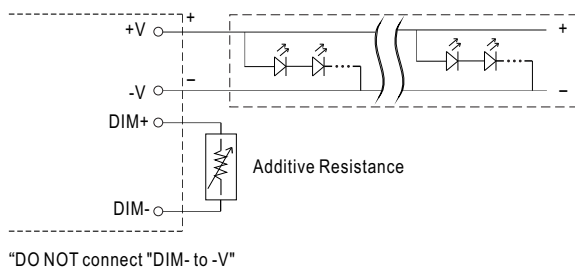 +V
+
+
-V
−
−
DIM+
Additive Resistance
DIM-
“DO NOT connect "DIM- to -V"